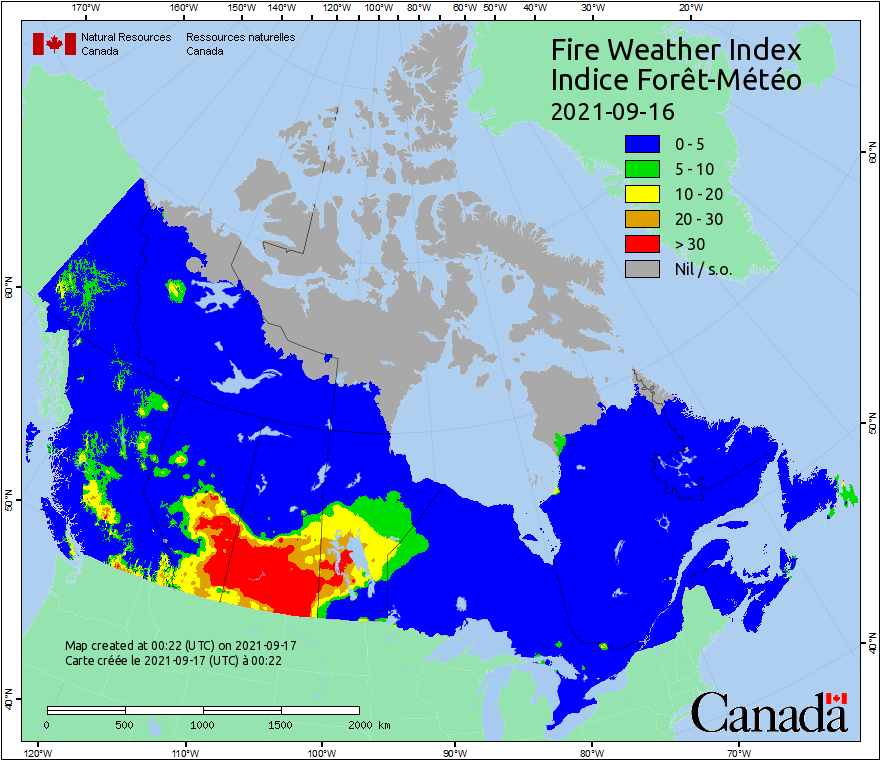 170°W 160°W 150°W 140°W 130°W 120°W 110°W 100°W 90°W 80°W 60°W 50°W 40°W 30°W 20°W
Natural Resources Ressources naturelles
Canada Canada
Fire Weather Index
Indice Forêt-Météo
2021-09-16
0 - 5
5 - 10
10 - 20
20 - 30
> 30
Nil / s.o.
60°N
60°N
50°N
50°N
40°N
40°N
Map created at 00:22 (UTC) on 2021-09-17
Carte créée le 2021-09-17 (UTC) à 00:22
0 500 1000 1500 2000 km
Canada
120°W 110°W 100°W 90°W 80°W 70°W